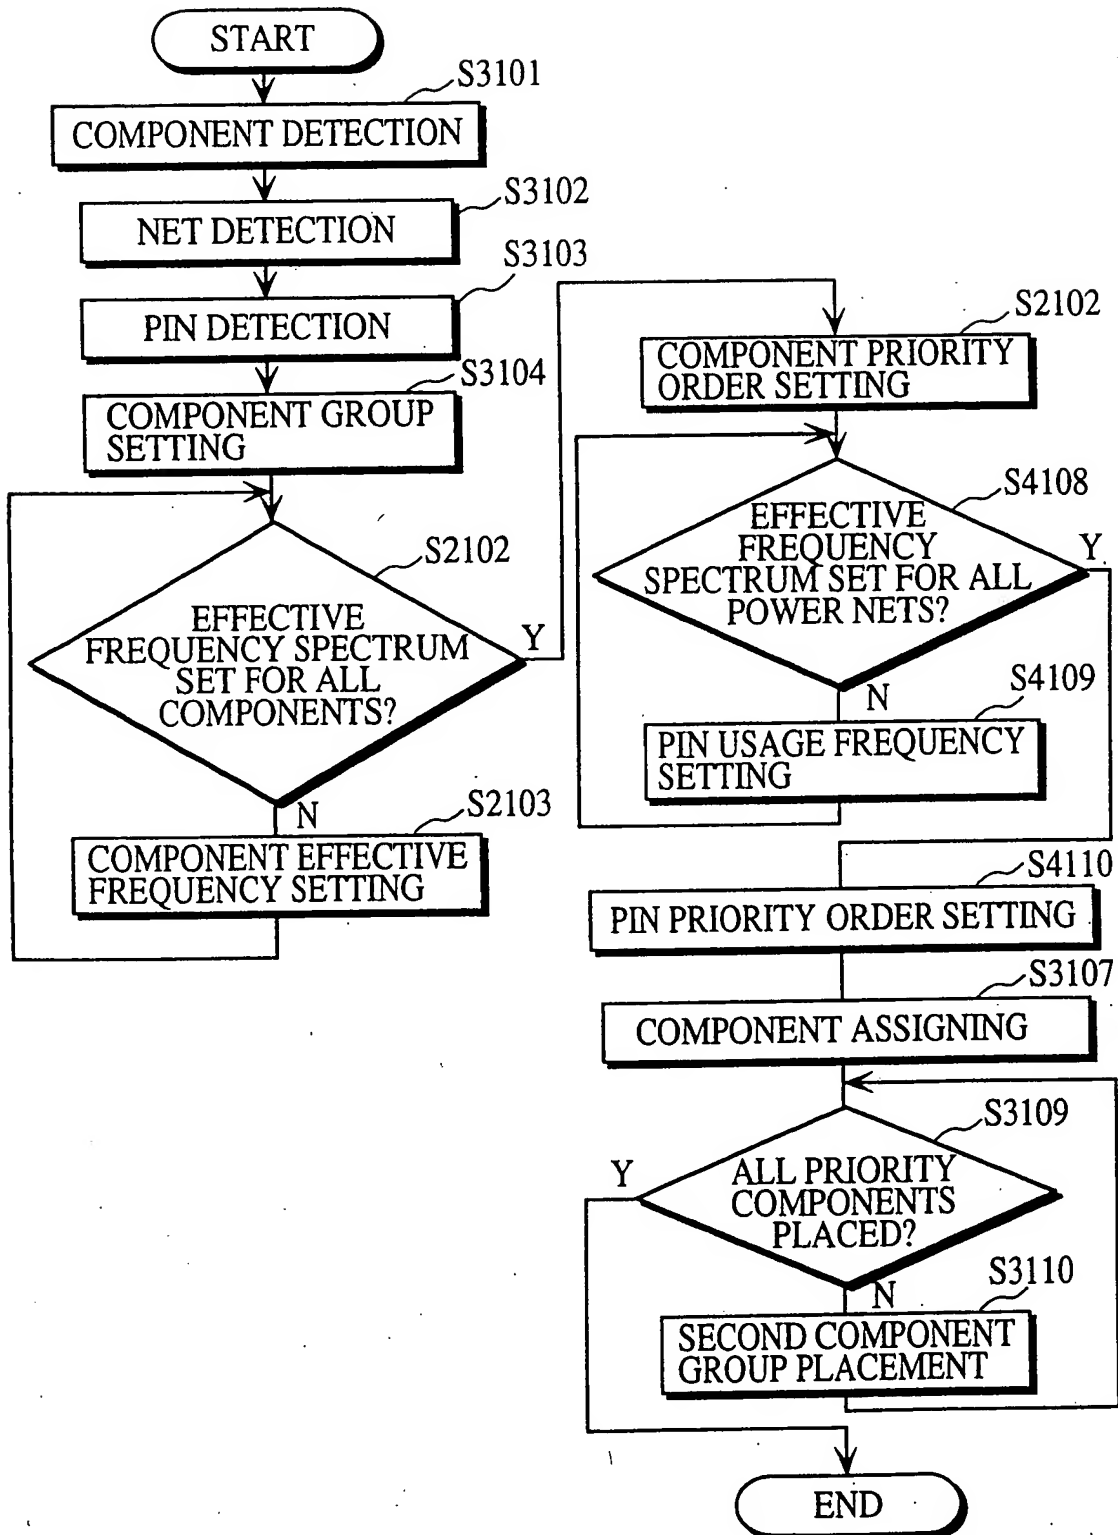 START
S3101
COMPONENT DETECTION
S3102
NET DETECTION
S3103
PIN DETECTION
S3104
COMPONENT GROUP
SETTING
S2102
EFFECTIVE
FREQUENCY SPECTRUM
SET FOR ALL
COMPONENTS?
Y
N
S2103
COMPONENT EFFECTIVE
FREQUENCY SETTING
S2102
COMPONENT PRIORITY
ORDER SETTING
S4108
EFFECTIVE
FREQUENCY
SPECTRUM SET FOR ALL
POWER NETS?
Y
N
S4109
PIN USAGE FREQUENCY
SETTING
S4110
PIN PRIORITY ORDER SETTING
S3107
COMPONENT ASSIGNING
S3109
ALL PRIORITY
COMPONENTS
PLACED?
Y
N
S3110
SECOND COMPONENT
GROUP PLACEMENT
END